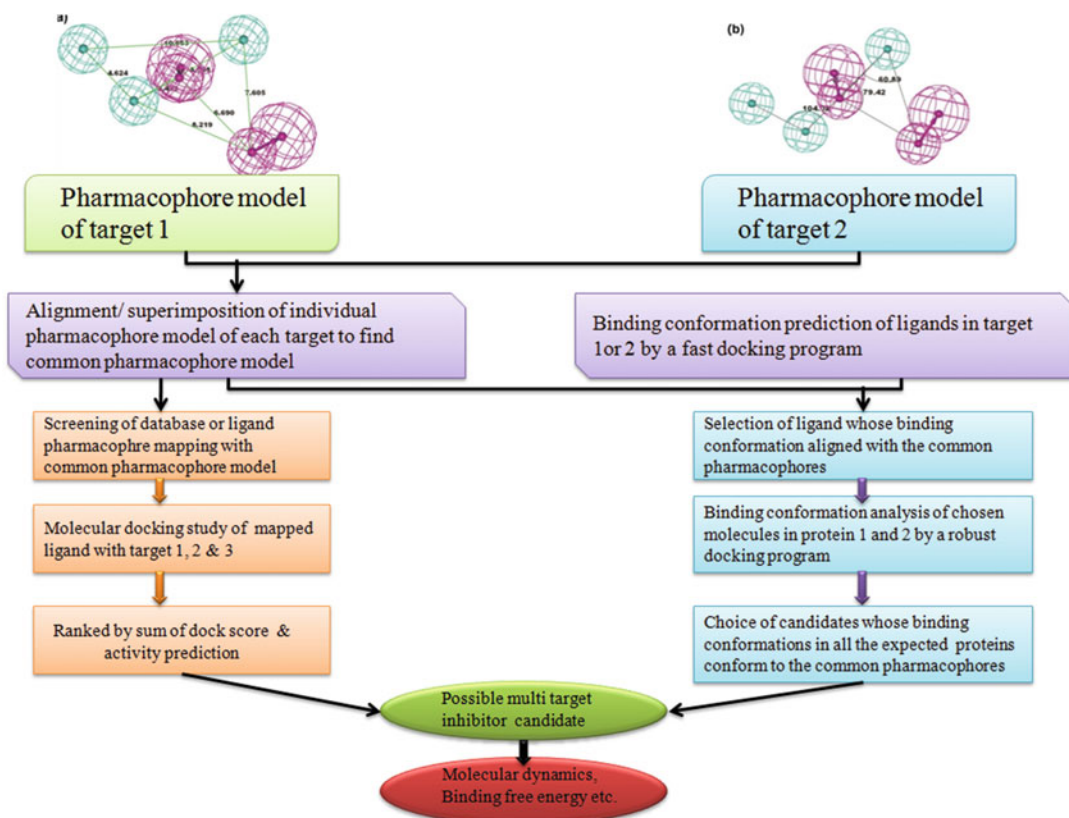 (b)
4.624
7.605
6.690
8.219
60.89
79.42
Pharmacophore model
of target 1
Pharmacophore model
of target 2
Alignment/ superimposition of individual
pharmacophore model of each target to find
common pharmacophore model
Binding conformation prediction of ligands in target
1or 2 by a fast docking program
Screening of database or ligand
pharmacophre mapping with
common pharmacophore model
Molecular docking study of mapped
ligand with target 1, 2 & 3
Ranked by sum of dock score &
activity prediction
Selection of ligand whose binding
conformation aligned with the common
pharmacophores
Binding conformation analysis of chosen
molecules in protein 1 and 2 by a robust
docking program
Choice of candidates whose binding
conformations in all the expected proteins
conform to the common pharmacophores
Possible multi target
inhibitor candidate
Molecular dynamics,
Binding free energy etc.